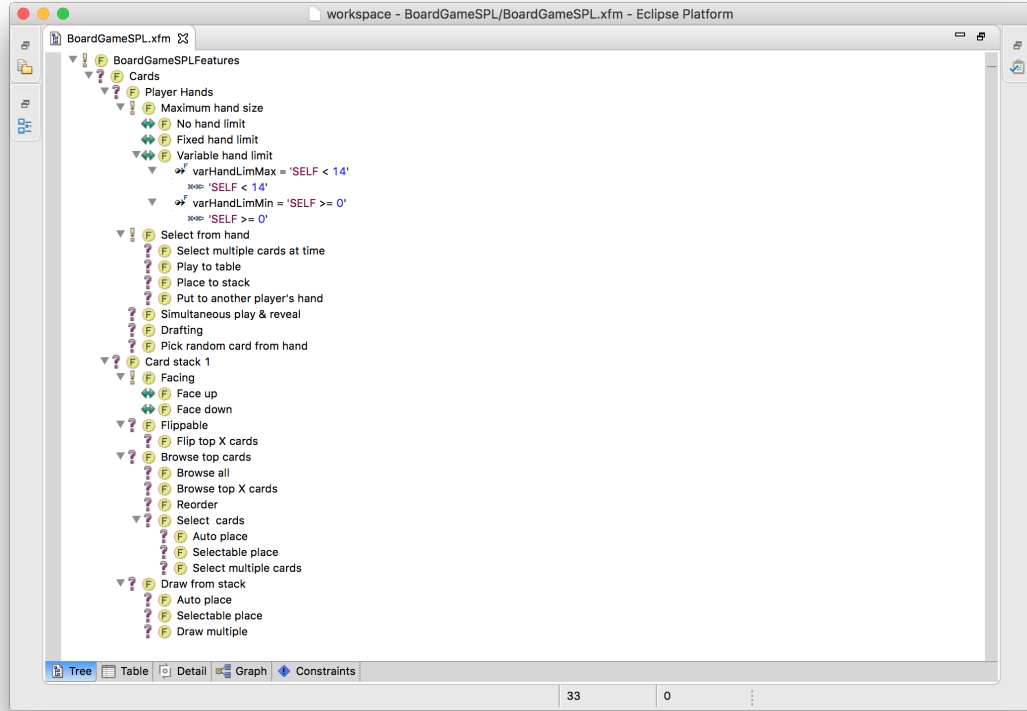 workspace - BoardGameSPL/BoardGameSPL.xfm - Eclipse Platform
BoardGameSPL.xfm
! F BoardGameSPLFeatures
? F Cards
? F Player Hands
! F Maximum hand size
F No hand limit
F Fixed hand limit
F Variable hand limit
F varHandLimMax = 'SELF < 14'
'SELF < 14'
F varHandLimMin = 'SELF >= 0'
'SELF >= 0'
! F Select from hand
? F Select multiple cards at time
? F Play to table
? F Place to stack
? F Put to another player's hand
? F Simultaneous play & reveal
? F Drafting
? F Pick random card from hand
? F Card stack 1
! F Facing
F Face up
F Face down
? F Flippable
? F Flip top X cards
? F Browse top cards
? F Browse all
? F Browse top X cards
? F Reorder
? F Select  cards
? F Auto place
? F Selectable place
? F Select multiple cards
? F Draw from stack
? F Auto place
? F Selectable place
? F Draw multiple
Tree Table Detail Graph Constraints
33 0